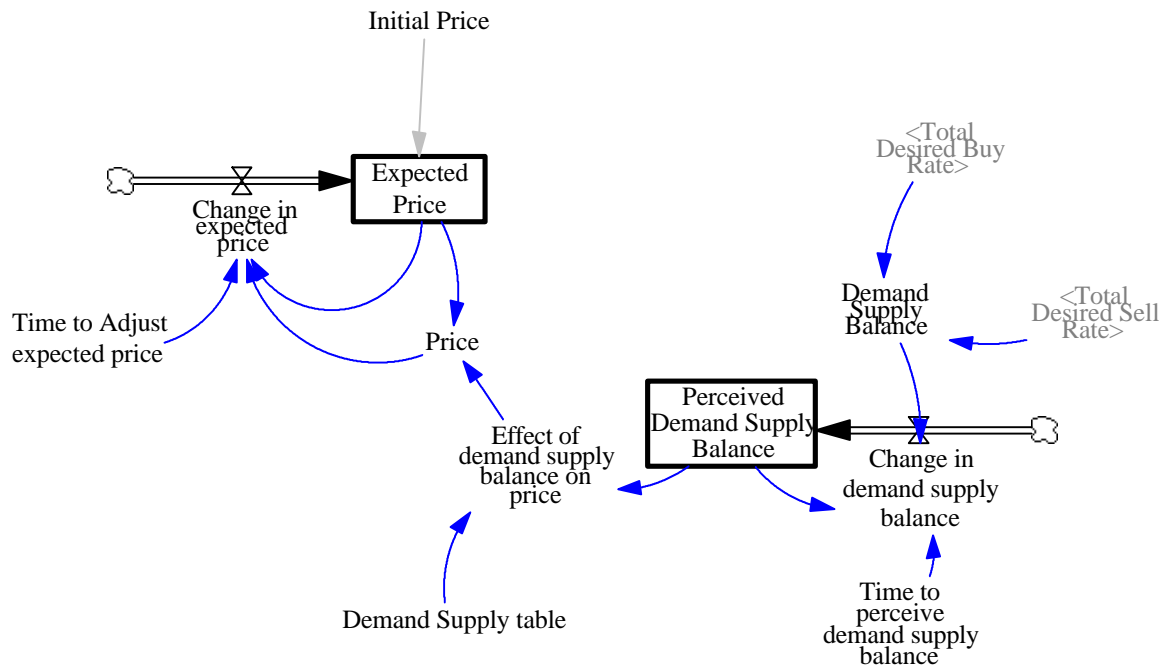 Initial Price
Expected
Price
Change in
expected
price
Time to Adjust
expected price
Price
<Total
Desired Buy
Rate>
Demand
Supply
Balance
<Total
Desired Sell
Rate>
Perceived
Demand Supply
Balance
Effect of
demand supply
balance on
price
Change in
demand supply
balance
Demand Supply table
Time to
perceive
demand supply
balance